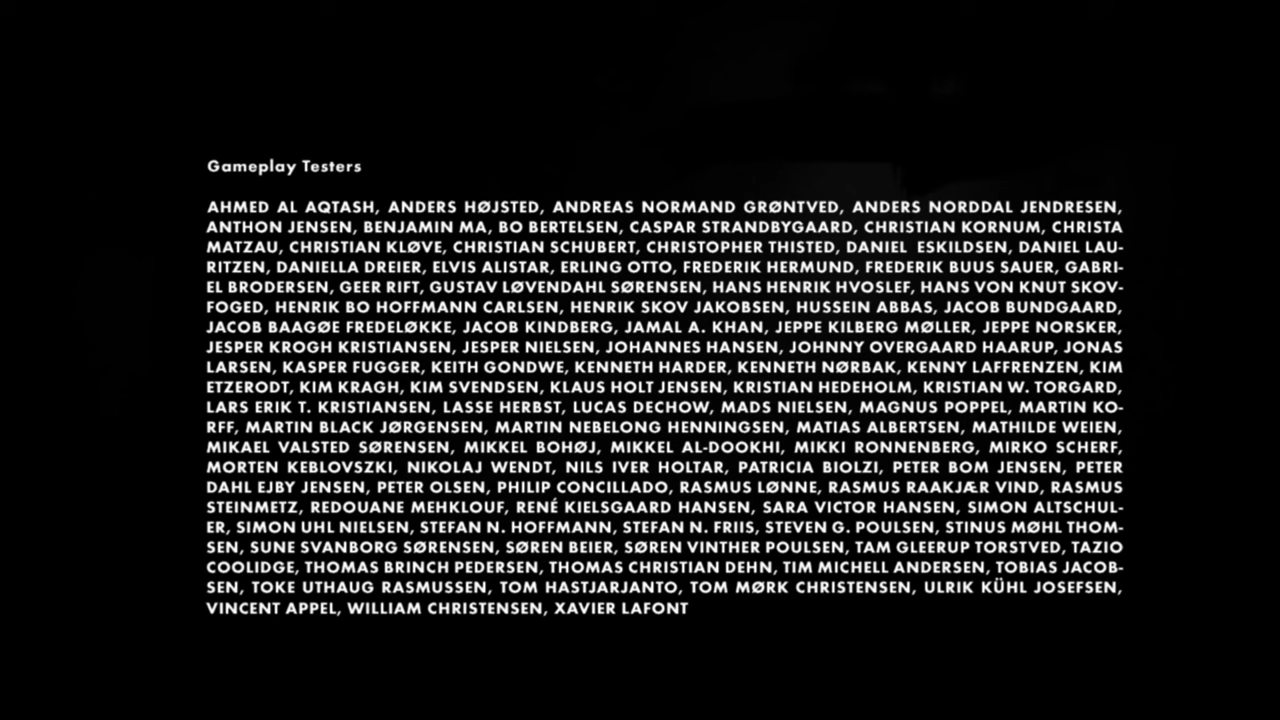 Gameplay Testers
AHMED AL AQTASH, ANDERS HØJSTED, ANDREAS NORMAND GRØNTVED, ANDERS NORDDAL JENDRESEN,
ANTHON JENSEN, BENJAMIN MA, BO BERTELSEN, CASPAR STRANDBYGAARD, CHRISTIAN KORNUM, CHRISTA
MATZAU, CHRISTIAN KLØVE, CHRISTIAN SCHUBERT, CHRISTOPHER THISTED, DANIEL ESKILDSEN, DANIEL LAU-
RITZEN, DANIELLA DREIER, ELVIS ALISTAR, ERLING OTTO, FREDERIK HERMUND, FREDERIK BUUS SAUER, GABRI-
EL BRODERSEN, GEER RIFT, GUSTAV LØVENDAHL SØRENSEN, HANS HENRIK HVOSLEF, HANS VON KNUT SKOV-
FOGED, HENRIK BO HOFFMANN CARLSEN, HENRIK SKOV JAKOBSEN, HUSSEIN ABBAS, JACOB BUNDGAARD,
JACOB BAAGØE FREDELØKKE, JACOB KINDBERG, JAMAL A. KHAN, JEPPE KILBERG MØLLER, JEPPE NORSKER,
JESPER KROGH KRISTIANSEN, JESPER NIELSEN, JOHANNES HANSEN, JOHNNY OVERGAARD HAARUP, JONAS
LARSEN, KASPER FUGGER, KEITH GONDWE, KENNETH HARDER, KENNETH NØRBAK, KENNY LAFFRENZEN, KIM
ETZERODT, KIM KRAGH, KIM SVENDSEN, KLAUS HOLT JENSEN, KRISTIAN HEDEHOLM, KRISTIAN W. TORGARD,
LARS ERIK T. KRISTIANSEN, LASSE HERBST, LUCAS DECHOW, MADS NIELSEN, MAGNUS POPPEL, MARTIN KO-
RFF, MARTIN BLACK JØRGENSEN, MARTIN NEBELONG HENNINGSEN, MATIAS ALBERTSEN, MATHILDE WEIEN,
MIKAEL VALSTED SØRENSEN, MIKKEL BOHØJ, MIKKEL AL-DOOKHI, MIKKI RONNENBERG, MIRKO SCHERF,
MORTEN KEBLOVSZKI, NIKOLAJ WENDT, NILS IVER HOLTAR, PATRICIA BIOLZI, PETER BOM JENSEN, PETER
DAHL EJBY JENSEN, PETER OLSEN, PHILIP CONCILLADO, RASMUS LØNNE, RASMUS RAAKJÆR VIND, RASMUS
STEINMETZ, REDOUANE MEHKLOUF, RENÉ KIELSGAARD HANSEN, SARA VICTOR HANSEN, SIMON ALTSCHUL-
ER, SIMON UHL NIELSEN, STEFAN N. HOFFMANN, STEFAN N. FRIIS, STEVEN G. POULSEN, STINUS MØHL THOM-
SEN, SUNE SVANBORG SØRENSEN, SØREN BEIER, SØREN VINTHER POULSEN, TAM GLEERUP TORSTVED, TAZIO
COOLIDGE, THOMAS BRINCH PEDERSEN, THOMAS CHRISTIAN DEHN, TIM MICHELL ANDERSEN, TOBIAS JACOB-
SEN, TOKE UTHAUG RASMUSSEN, TOM HASTJARJANTO, TOM MØRK CHRISTENSEN, ULRIK KÜHL JOSEFSEN,
VINCENT APPEL, WILLIAM CHRISTENSEN, XAVIER LAFONT